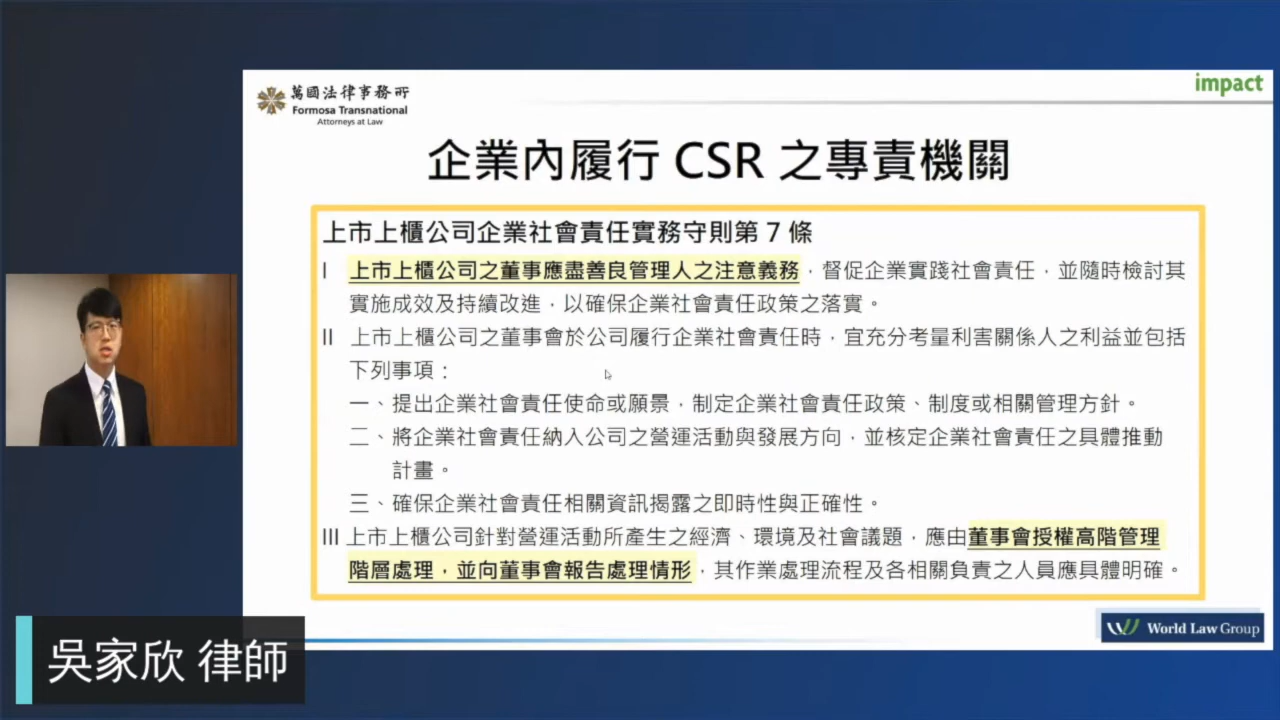 萬國法律事務所
Formosa Transnational
Attorneys at Law
impact
企業內履行 CSR 之專責機關
上市上櫃公司企業社會責任實務守則第 7 條
I 上市上櫃公司之董事應盡善良管理人之注意義務，督促企業實踐社會責任，並隨時檢討其
實施成效及持續改進，以確保企業社會責任政策之落實。
II 上市上櫃公司之董事會於公司履行企業社會責任時，宜充分考量利害關係人之利益並包括
下列事項：
一、提出企業社會責任使命或願景，制定企業社會責任政策、制度或相關管理方針。
二、將企業社會責任納入公司之營運活動與發展方向，並核定企業社會責任之具體推動
計畫。
三、確保企業社會責任相關資訊揭露之即時性與正確性。
III 上市上櫃公司針對營運活動所產生之經濟、環境及社會議題，應由董事會授權高階管理
階層處理，並向董事會報告處理情形，其作業處理流程及各相關負責之人員應具體明確。
World Law Group
吳家欣 律師